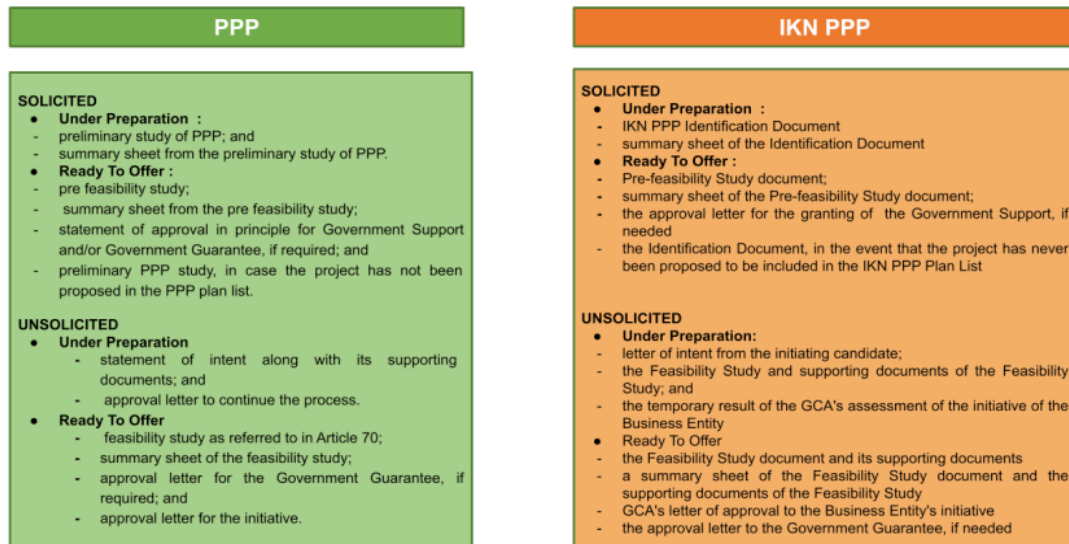 PPP
SOLICITED
● Under Preparation :
- preliminary study of PPP; and
- summary sheet from the preliminary study of PPP.
● Ready To Offer :
- pre feasibility study;
- summary sheet from the pre feasibility study;
- statement of approval in principle for Government Support
and/or Government Guarantee, if required; and
- preliminary PPP study, in case the project has not been
proposed in the PPP plan list.
UNSOLICITED
● Under Preparation
- statement of intent along with its supporting
documents; and
- approval letter to continue the process.
● Ready To Offer
- feasibility study as referred to in Article 70;
- summary sheet of the feasibility study;
- approval letter for the Government Guarantee, if
required; and
- approval letter for the initiative.
IKN PPP
SOLICITED
● Under Preparation :
- IKN PPP Identification Document
- summary sheet of the Identification Document
● Ready To Offer :
- Pre-feasibility Study document;
- summary sheet of the Pre-feasibility Study document;
- the approval letter for the granting of the Government Support, if
needed
- the Identification Document, in the event that the project has never
been proposed to be included in the IKN PPP Plan List
UNSOLICITED
● Under Preparation:
- letter of intent from the initiating candidate;
- the Feasibility Study and supporting documents of the Feasibility
Study; and
- the temporary result of the GCA's assessment of the initiative of the
Business Entity
● Ready To Offer
- the Feasibility Study document and its supporting documents
- a summary sheet of the Feasibility Study document and the
supporting documents of the Feasibility Study
- GCA's letter of approval to the Business Entity's initiative
- the approval letter to the Government Guarantee, if needed